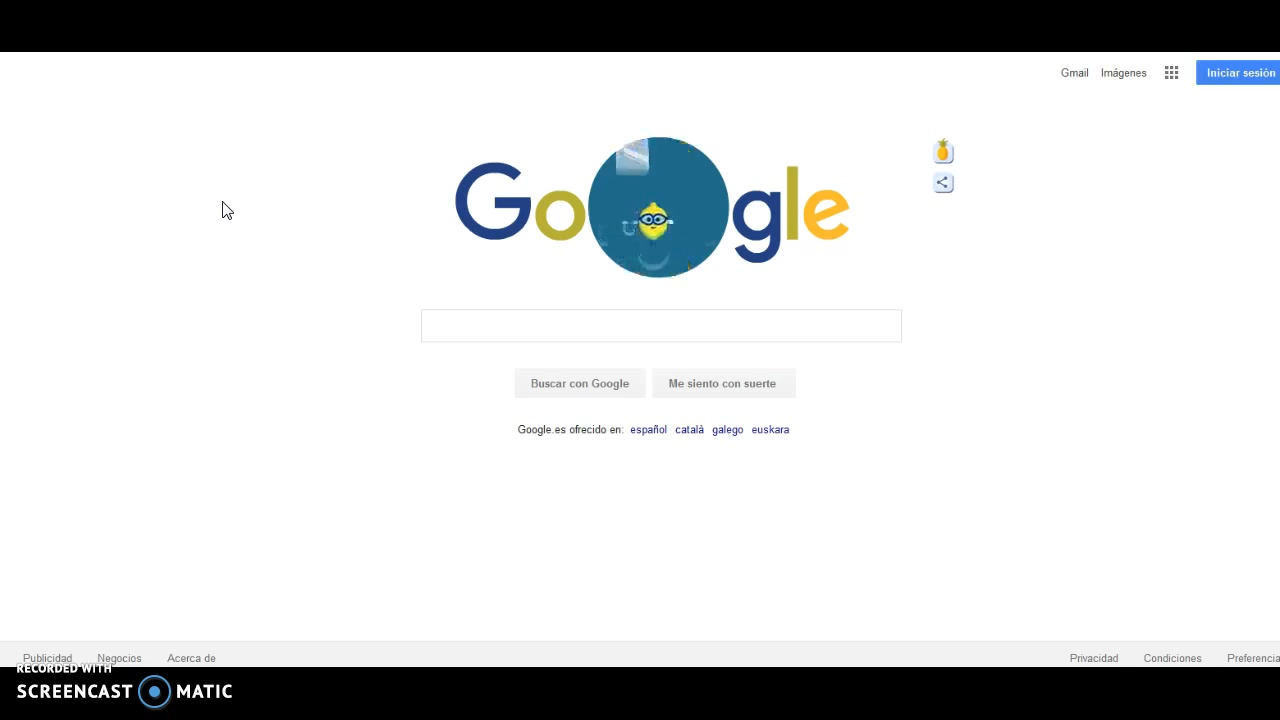 Gmail Imágenes Iniciar sesión
Google
Buscar con Google Me siento con suerte
Google.es ofrecido en: español català galego euskara
Publicidad Negocios Acerca de Privacidad Condiciones
RECORDED WITH
SCREENCAST MATIC